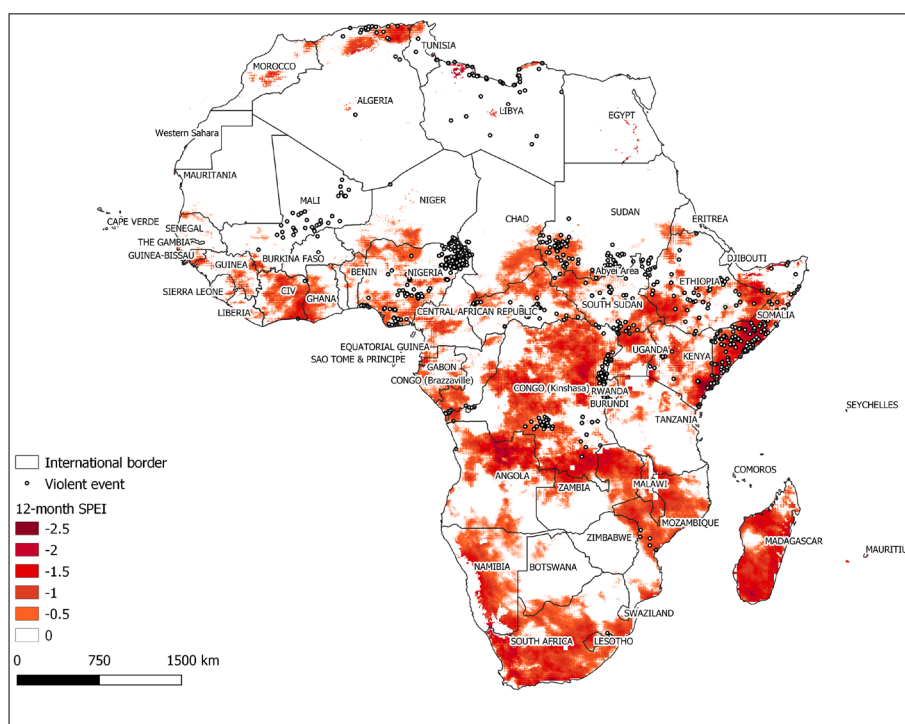 TUNISIA
MOROCCO
ALGERIA
LIBYA
EGYPT
Western Sahara
MAURITANIA
MALI
NIGER
CHAD
SUDAN
ERITREA
CAPE VERDE
SENEGAL
THE GAMBIA
GUINEA-BISSAU
BURKINA FASO
DJIBOUTI
GUINEA
BENIN
NIGERIA
Abyei Area
ETHIOPIA
SIERRA LEONE
CIV
GHANA
LIBERIA
CENTRAL AFRICAN REPUBLIC
SOUTH SUDAN
SOMALIA
EQUATORIAL GUINEA
SAO TOME & PRINCIPE
UGANDA
KENYA
GABON
CONGO (Brazzaville)
CONGO (Kinshasa)
RWANDA
BURUNDI
SEYCHELLES
TANZANIA
International border
Violent event
12-month SPEI
-2.5
-2
-1.5
-1
-0.5
0
0 750 1500 km
COMOROS
ANGOLA
ZAMBIA
MALAWI
MOZAMBIQUE
ZIMBABWE
MADAGASCAR
MAURITIU
NAMIBIA
BOTSWANA
SWAZILAND
SOUTH AFRICA
LESOTHO